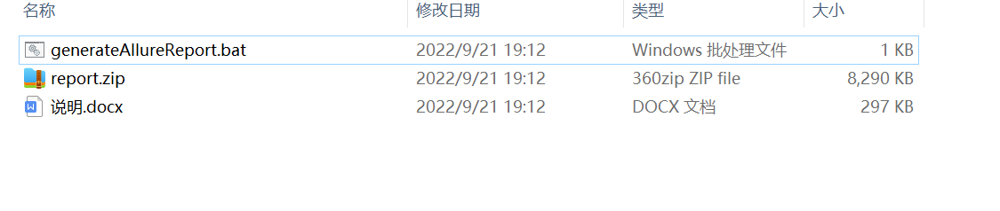 名称 修改日期 类型 大小
generateAllureReport.bat 2022/9/21 19:12 Windows 批处理文件 1 KB
report.zip 2022/9/21 19:12 360zip ZIP file 8,290 KB
说明.docx 2022/9/21 19:12 DOCX 文档 297 KB